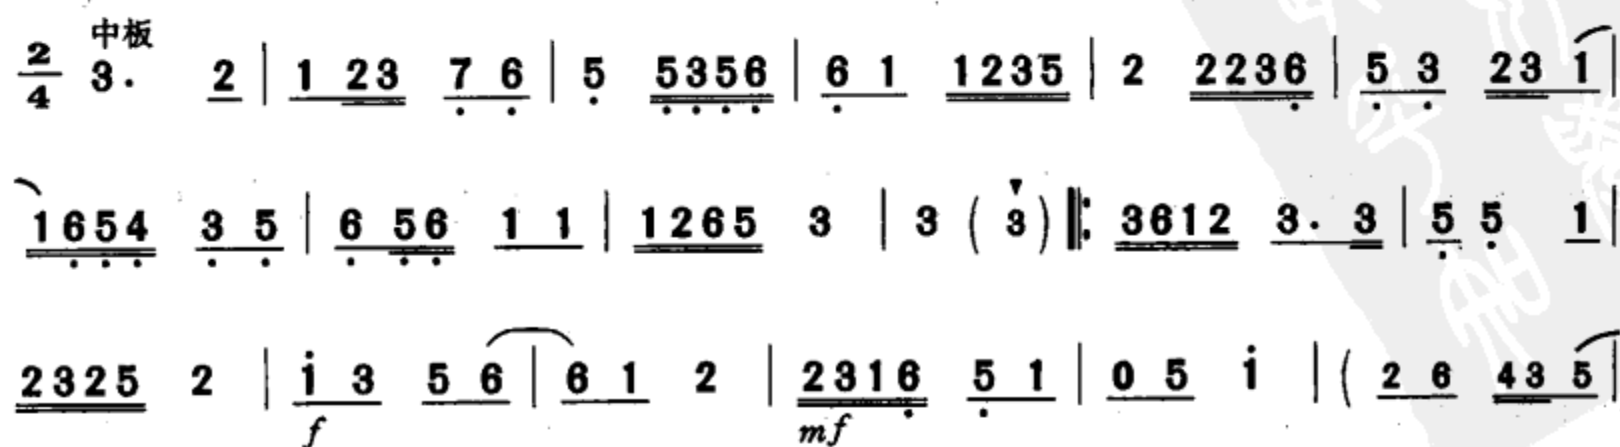 中板
2/4 3. 2 | 1 23 7 6 | 5 5356 | 6 1 1235 | 2 2236 | 5 3 23 1 |
1654 3 5 | 6 56 1 1 | 1265 3 | 3 ( 3 ) ‖: 3612 3. 3 | 5 5 1 |
2325 2 | i 3 5 6 | 6 1 2 | 2316 5 1 | 0 5 i | ( 2 6 43 5 |
f mf